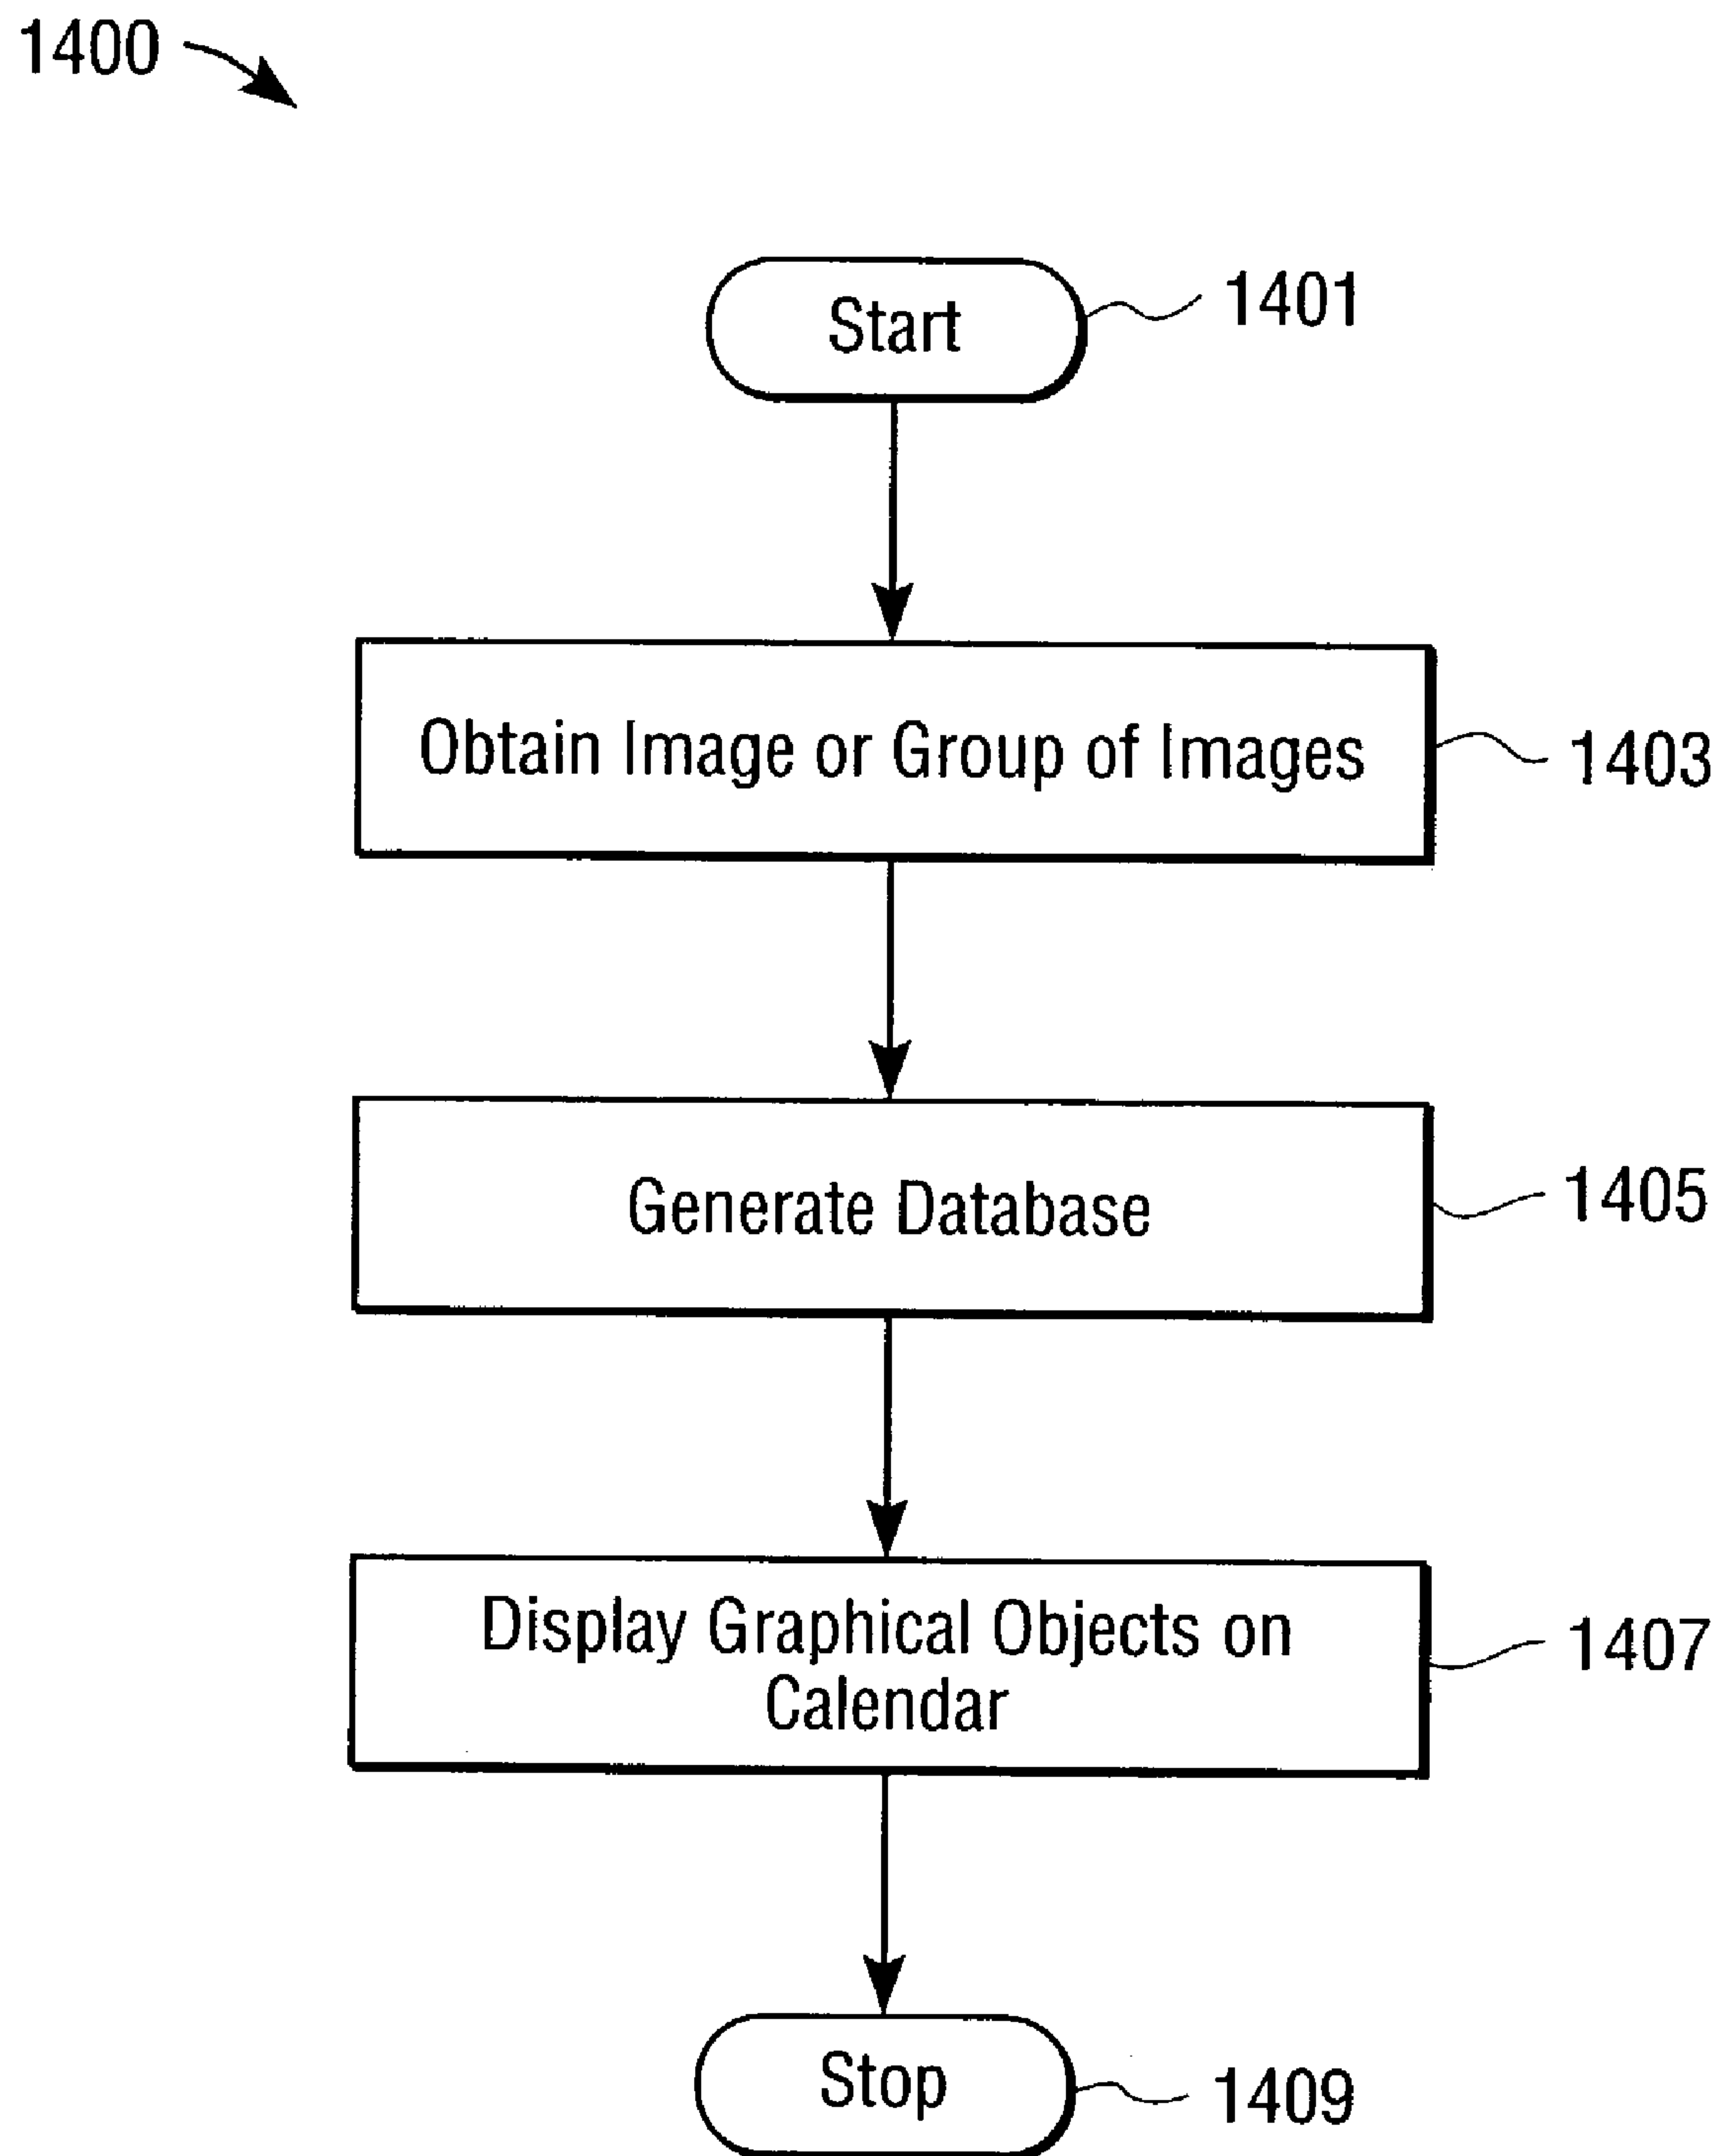 1400
Start
1401
Obtain Image or Group of Images
1403
Generate Database
1405
Display Graphical Objects on
Calendar
1407
Stop
1409